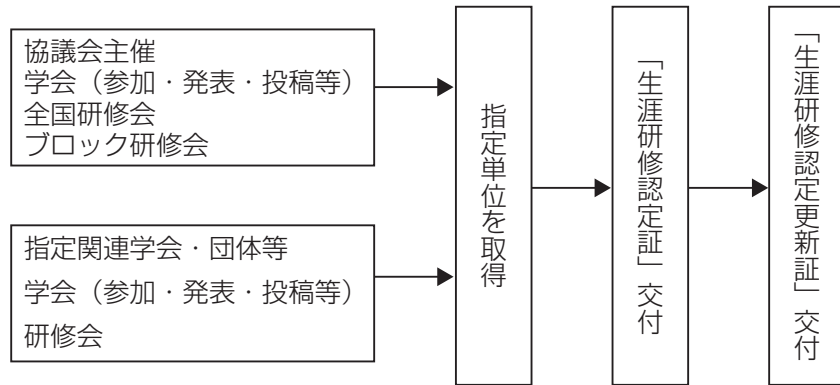 協議会主催
学会（参加・発表・投稿等）
全国研修会
ブロック研修会
指定関連学会・団体等
学会（参加・発表・投稿等）
研修会
指定単位を取得
「生涯研修認定証」交付
「生涯研修認定更新証」交付